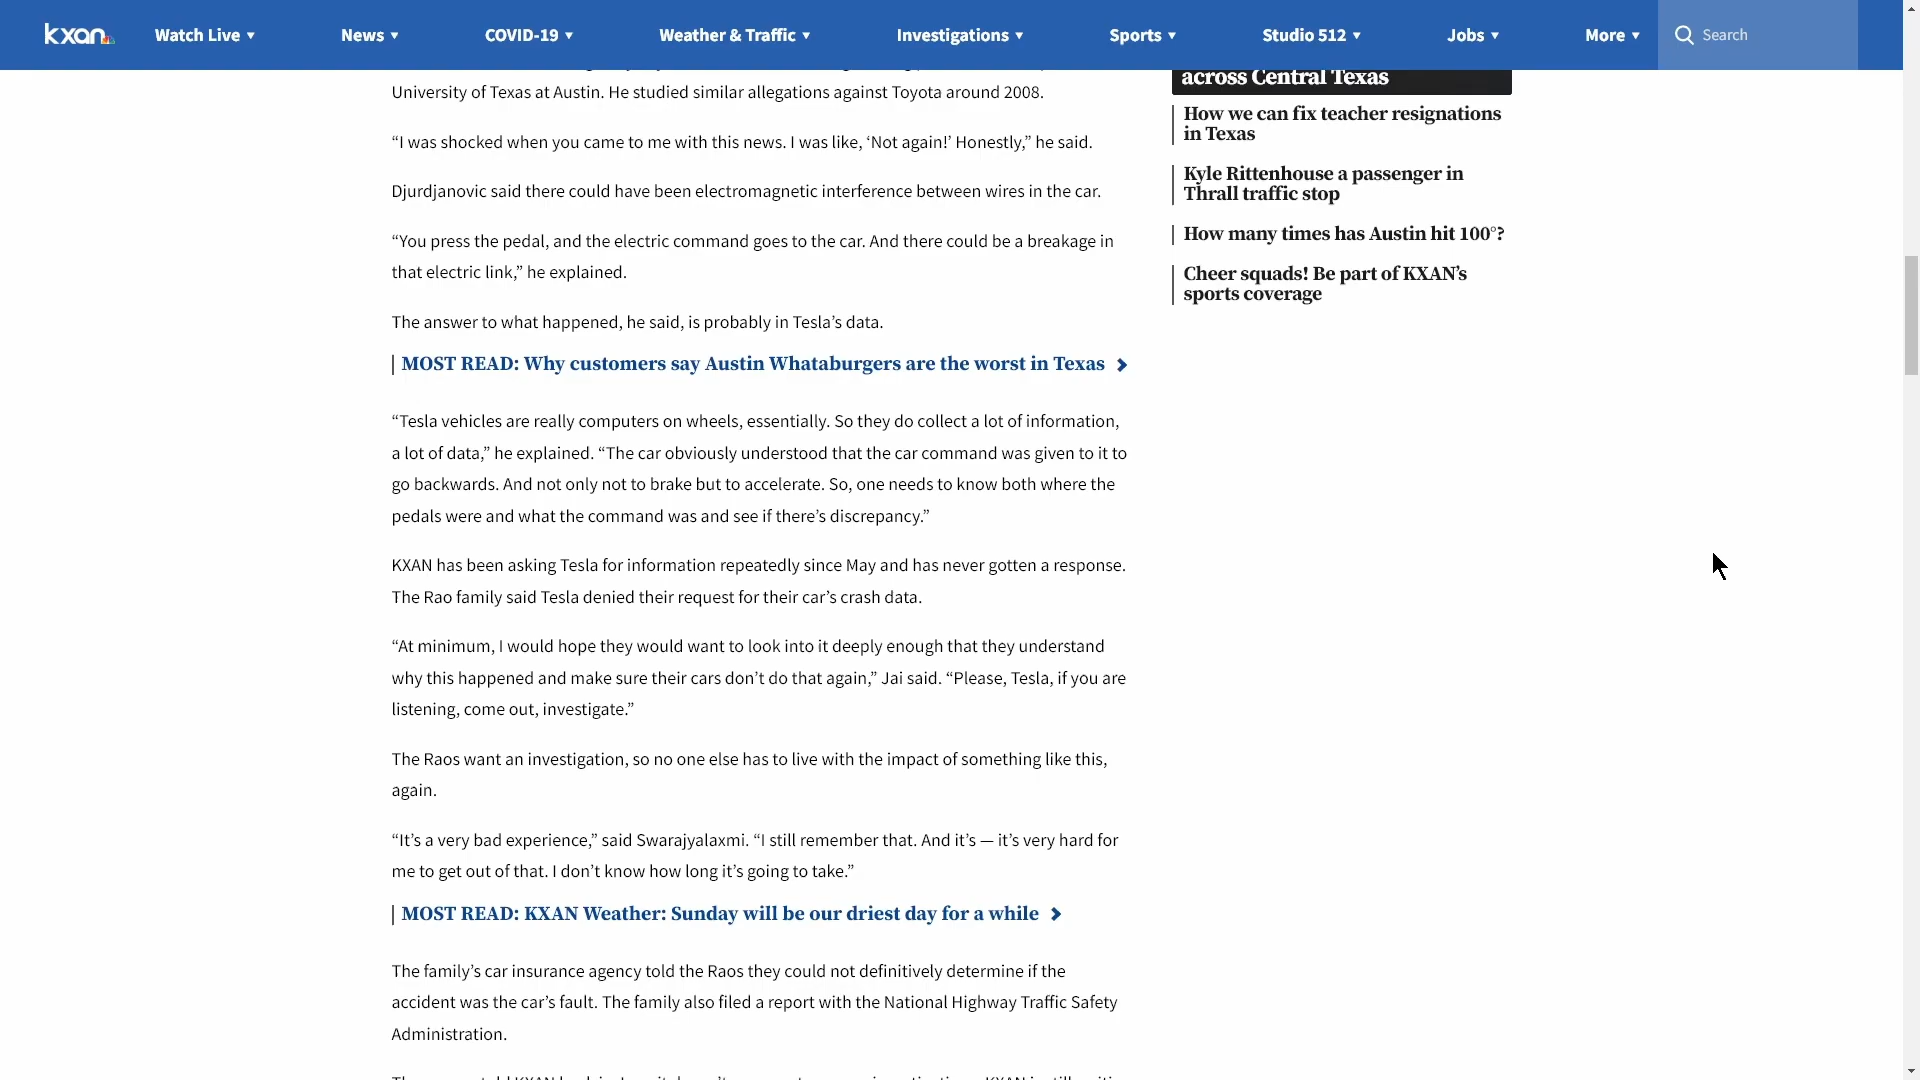 kxan
Watch Live ▾
News ▾
COVID-19 ▾
Weather & Traffic ▾
Investigations ▾
Sports ▾
Studio 512 ▾
Jobs ▾
More ▾
Search
University of Texas at Austin. He studied similar allegations against Toyota around 2008.
“I was shocked when you came to me with this news. I was like, ‘Not again!’ Honestly,” he said.
Djurdjanovic said there could have been electromagnetic interference between wires in the car.
“You press the pedal, and the electric command goes to the car. And there could be a breakage in
that electric link,” he explained.
The answer to what happened, he said, is probably in Tesla’s data.
MOST READ: Why customers say Austin Whataburgers are the worst in Texas
“Tesla vehicles are really computers on wheels, essentially. So they do collect a lot of information,
a lot of data,” he explained. “The car obviously understood that the car command was given to it to
go backwards. And not only not to brake but to accelerate. So, one needs to know both where the
pedals were and what the command was and see if there’s discrepancy.”
KXAN has been asking Tesla for information repeatedly since May and has never gotten a response.
The Rao family said Tesla denied their request for their car’s crash data.
“At minimum, I would hope they would want to look into it deeply enough that they understand
why this happened and make sure their cars don’t do that again,” Jai said. “Please, Tesla, if you are
listening, come out, investigate.”
The Raos want an investigation, so no one else has to live with the impact of something like this,
again.
“It’s a very bad experience,” said Swarajyalaxmi. “I still remember that. And it’s — it’s very hard for
me to get out of that. I don’t know how long it’s going to take.”
MOST READ: KXAN Weather: Sunday will be our driest day for a while
The family’s car insurance agency told the Raos they could not definitively determine if the
accident was the car’s fault. The family also filed a report with the National Highway Traffic Safety
Administration.
across Central Texas
How we can fix teacher resignations
in Texas
Kyle Rittenhouse a passenger in
Thrall traffic stop
How many times has Austin hit 100°?
Cheer squads! Be part of KXAN’s
sports coverage